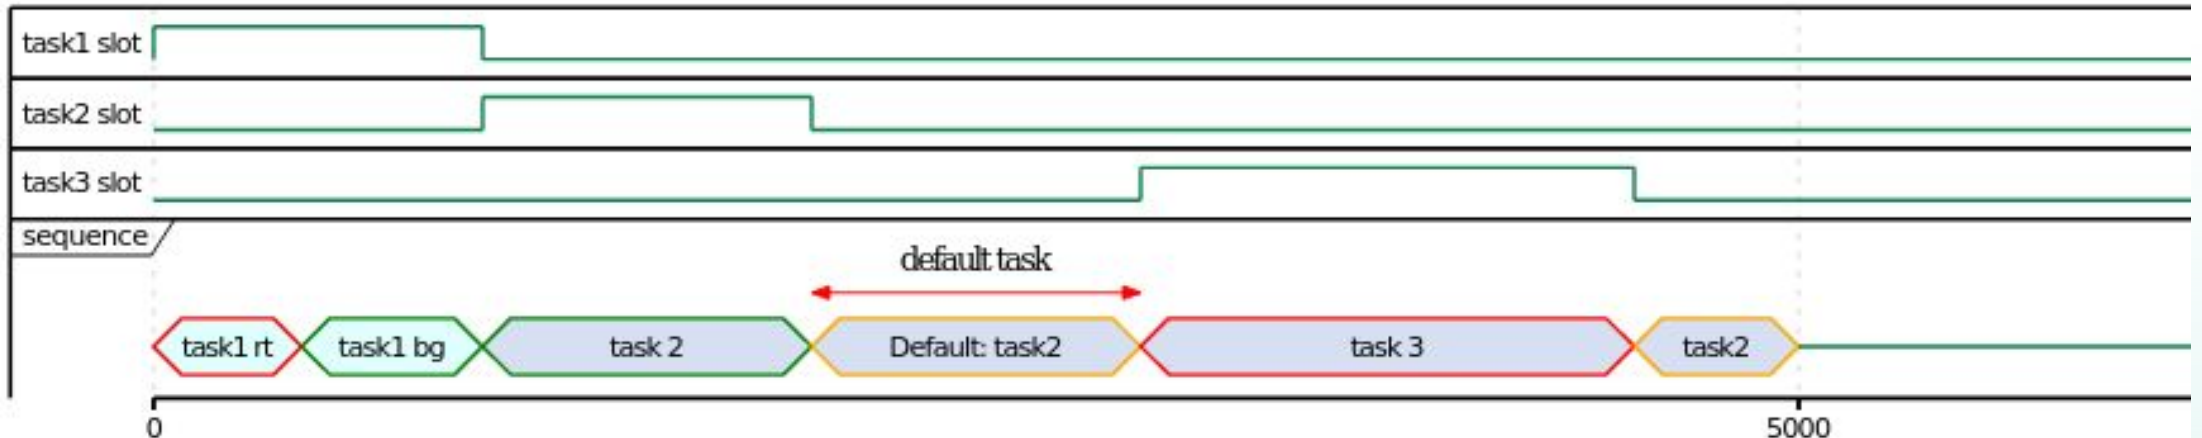 task1 slot
task2 slot
task3 slot
sequence
default task
task1 rt task1 bg task 2 Default: task2 task 3 task2
0 5000